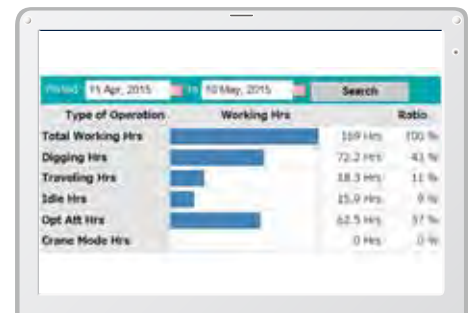 Period 11 Apr, 2015 to 10 May, 2015 Search
Type of Operation Working Hrs Ratio
Total Working Hrs 169 Hrs 100 %
Digging Hrs 72.2 Hrs 43 %
Traveling Hrs 18.3 Hrs 11 %
Idle Hrs 15.9 Hrs 9 %
Opt Att Hrs 62.5 Hrs 37 %
Crane Mode Hrs 0 Hrs 0 %